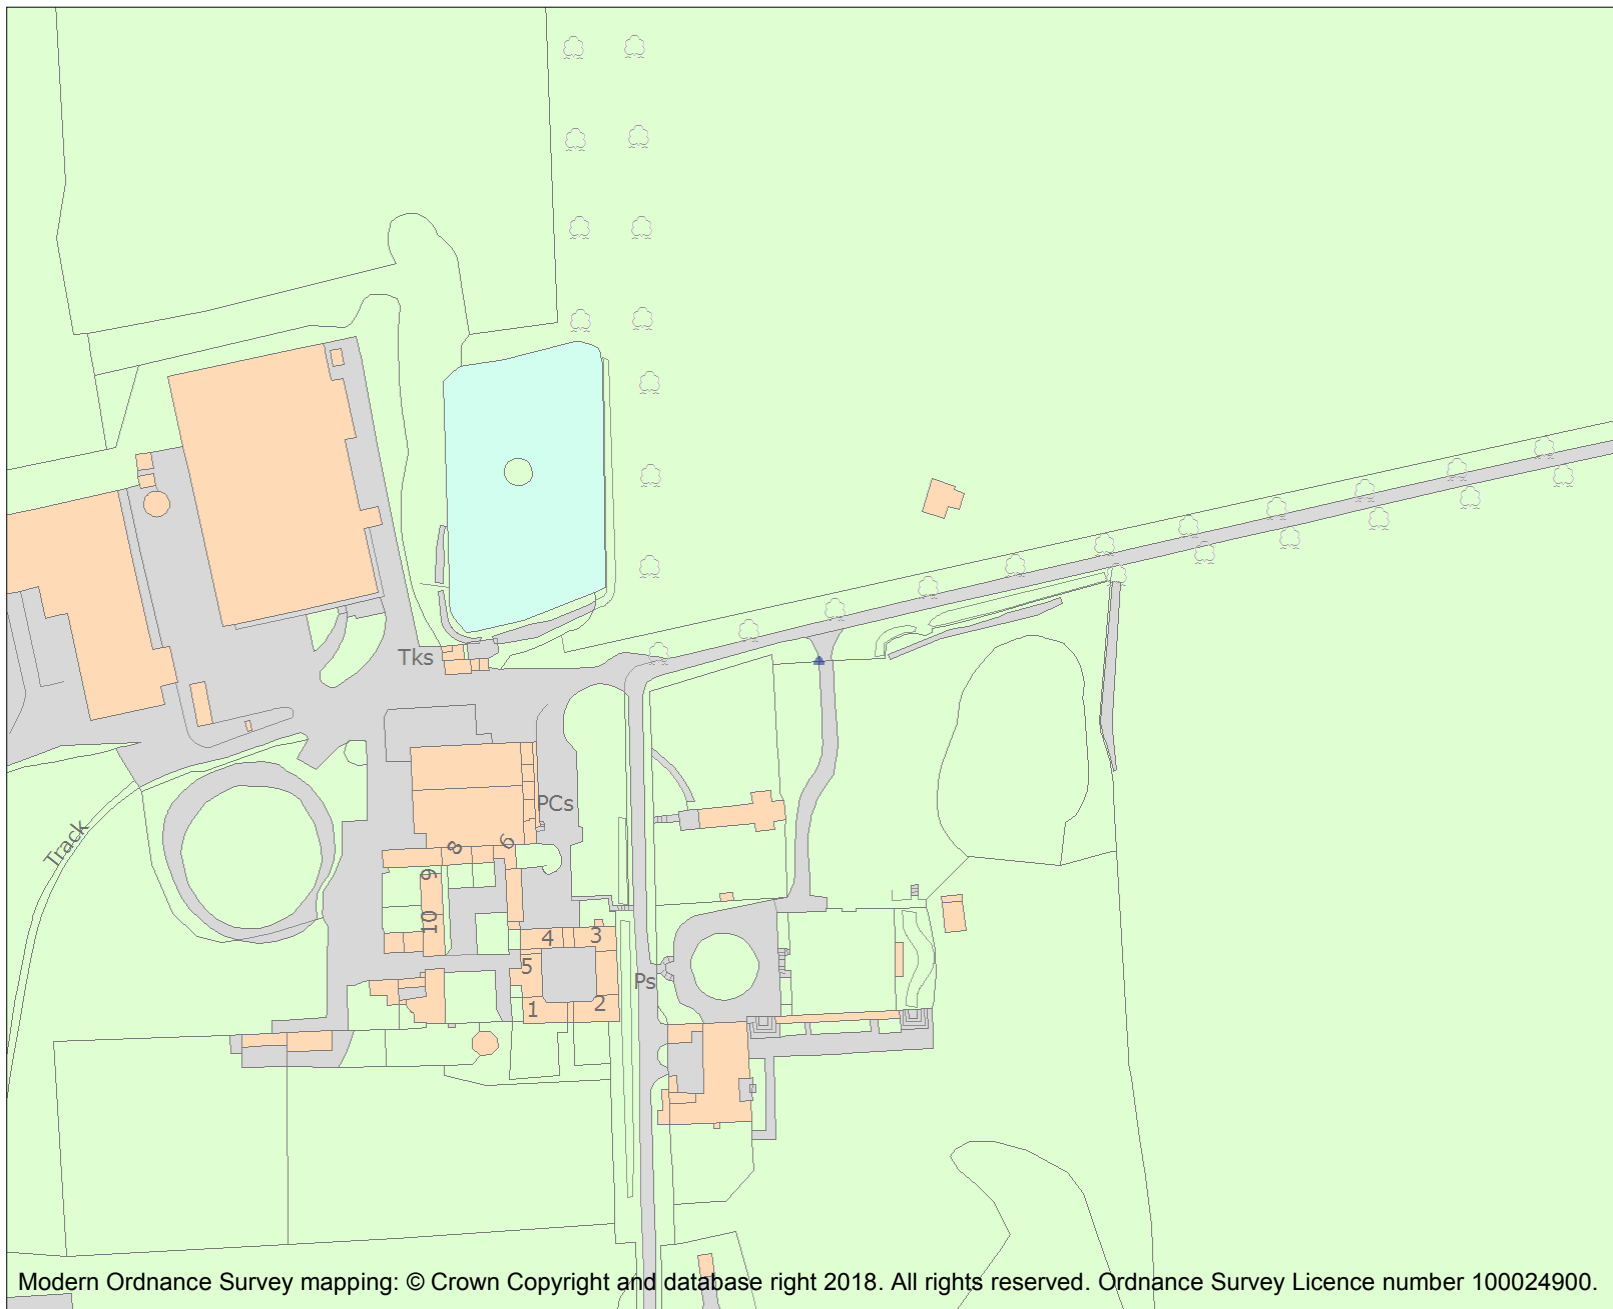 Tks
PCs
Track
8
6
9
10
4
3
5
Ps
1
2
Modern Ordnance Survey mapping: © Crown Copyright and database right 2018. All rights reserved. Ordnance Survey Licence number 100024900.